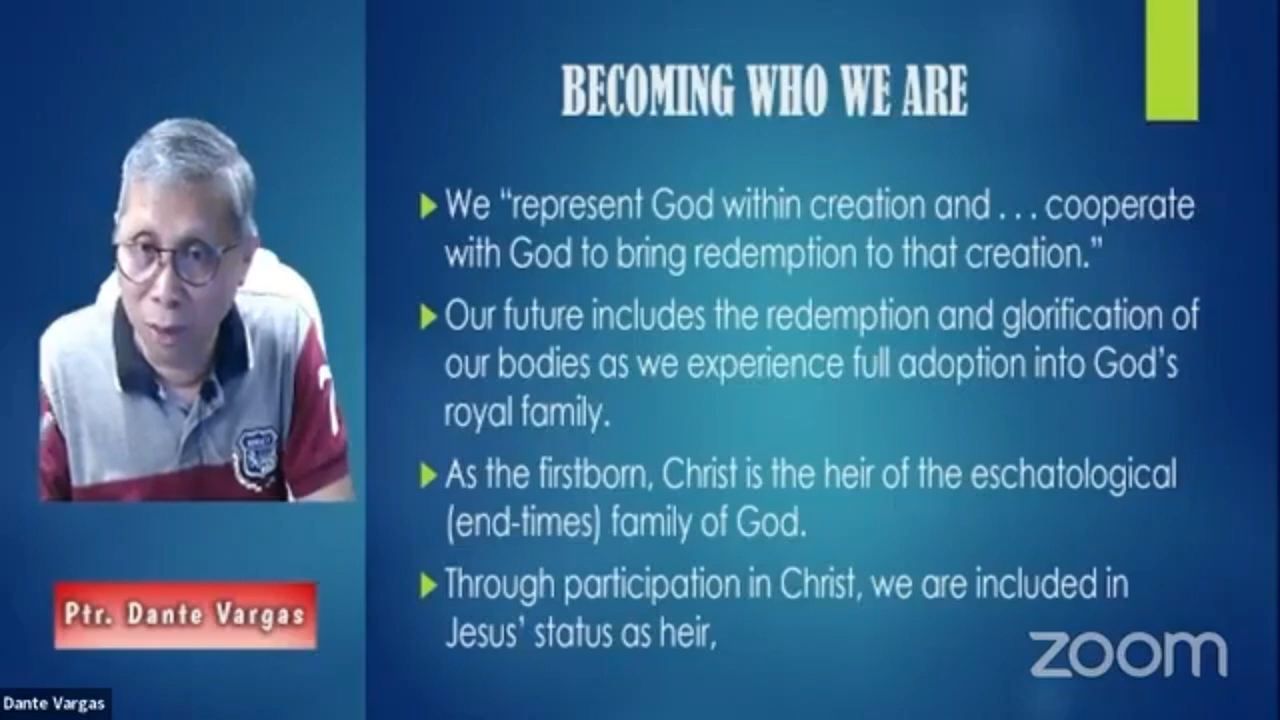 BECOMING WHO WE ARE
We “represent God within creation and . . . cooperate
with God to bring redemption to that creation.”
Our future includes the redemption and glorification of
our bodies as we experience full adoption into God’s
royal family.
As the firstborn, Christ is the heir of the eschatological
(end-times) family of God.
Through participation in Christ, we are included in
Jesus’ status as heir,
Ptr. Dante Vargas
zoom
Dante Vargas